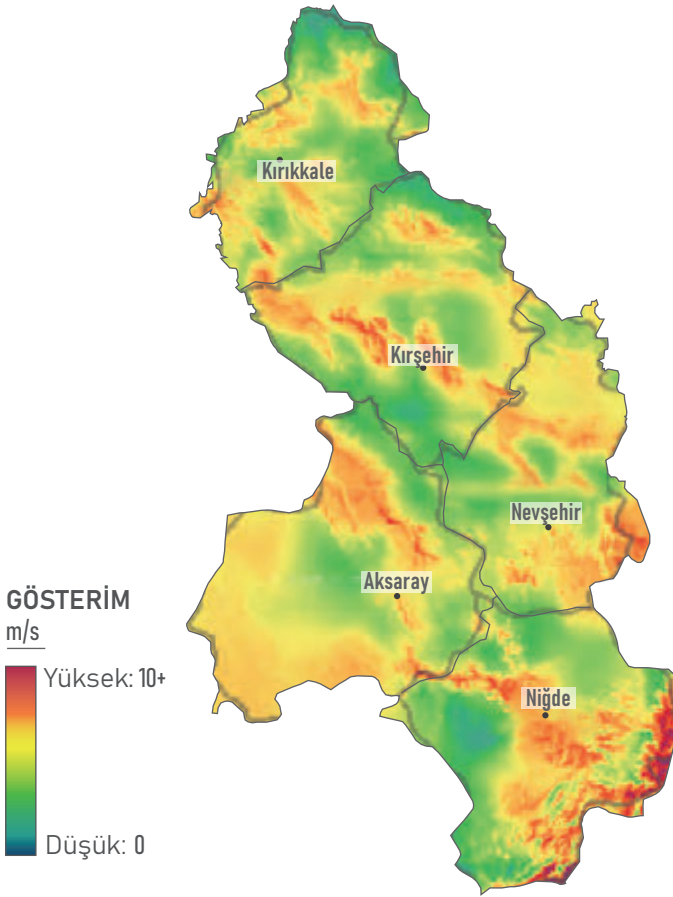 Kırıkkale
Kırşehir
Nevşehir
Aksaray
Niğde
GÖSTERİM
m/s
Yüksek: 10+
Düşük: 0